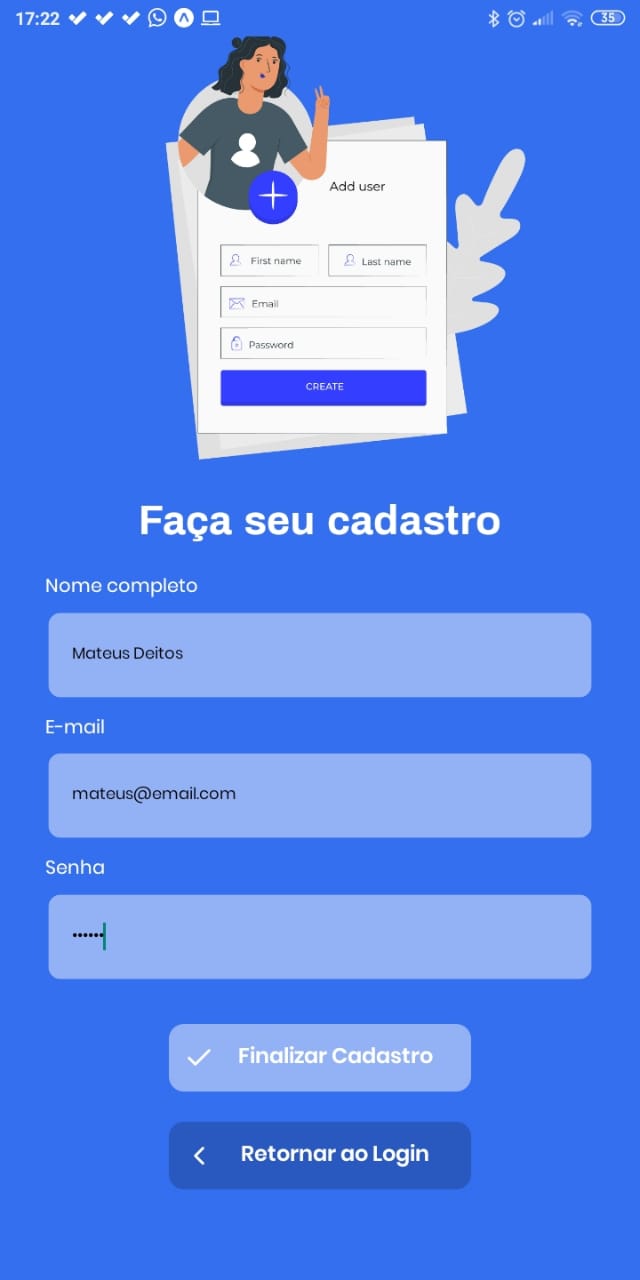 17:22
35
Add user
First name Last name
Email
Password
CREATE
Faça seu cadastro
Nome completo
Mateus Deitos
E-mail
mateus@email.com
Senha
••••••
Finalizar Cadastro
Retornar ao Login